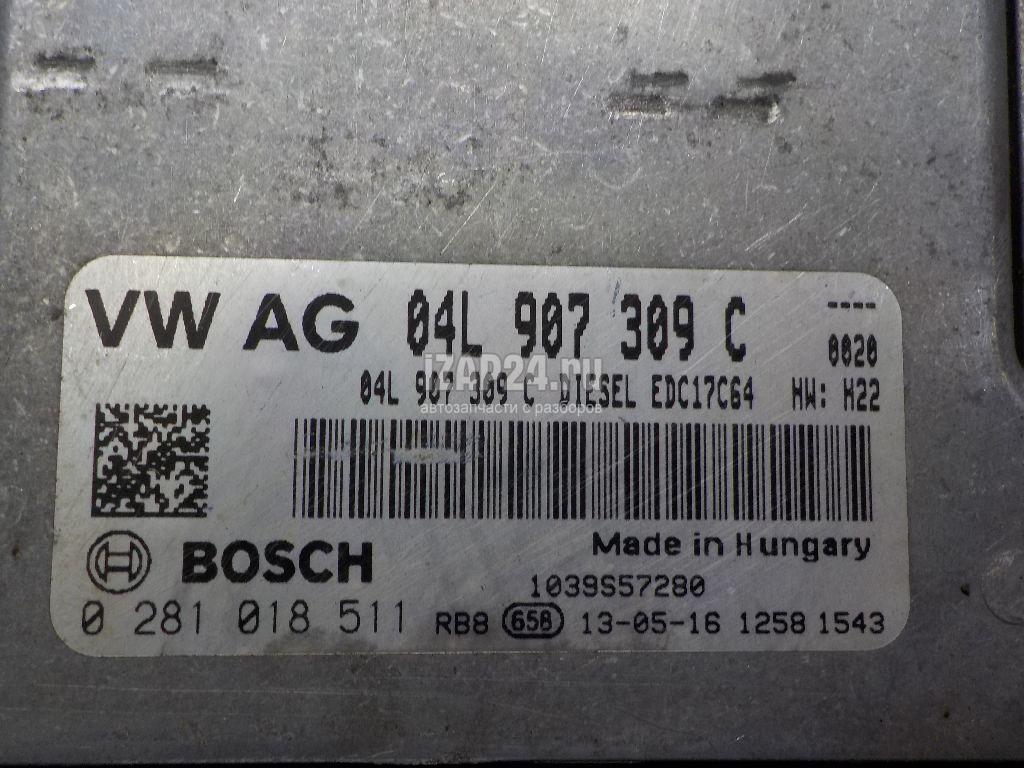 VW AG 04L 907 309 C ----
0020
iZAP24.ru
04L 907 309 C DIESEL EDC17C64 HW: H22
автозапчасти с разборов
BOSCH
Made in Hungary
1039S57280
0 281 018 511 RB8 658 13-05-16 1258 1543